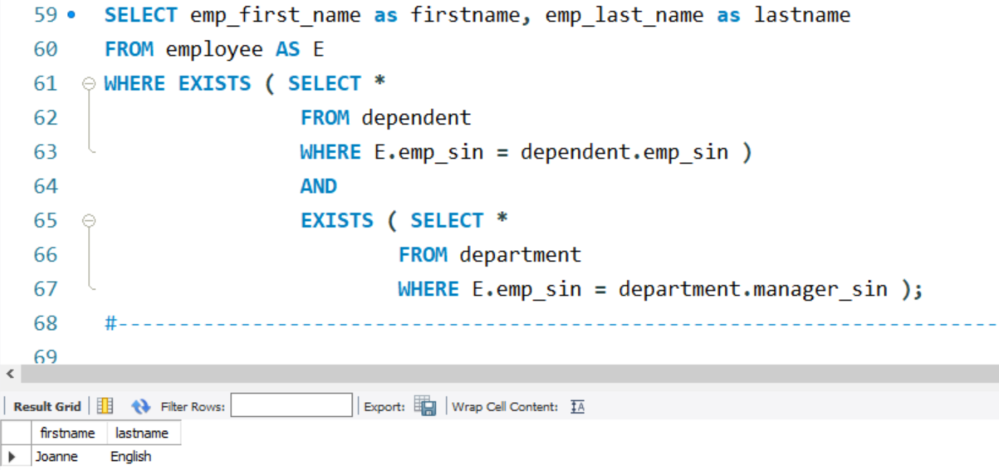 59 SELECT emp_first_name as firstname, emp_last_name as lastname
60 FROM employee AS E
61 WHERE EXISTS ( SELECT *
62 FROM dependent
63 WHERE E.emp_sin = dependent.emp_sin )
64 AND
65 EXISTS ( SELECT *
66 FROM department
67 WHERE E.emp_sin = department.manager_sin );
68 #------------------------------------------------------------------------
69
Result Grid Filter Rows: Export: Wrap Cell Content: IA
firstname lastname
Joanne English